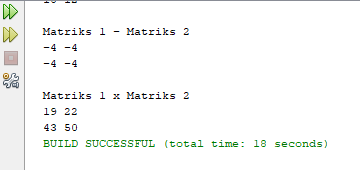 Matriks 1 - Matriks 2
-4 -4
-4 -4
Matriks 1 x Matriks 2
19 22
43 50
BUILD SUCCESSFUL (total time: 18 seconds)